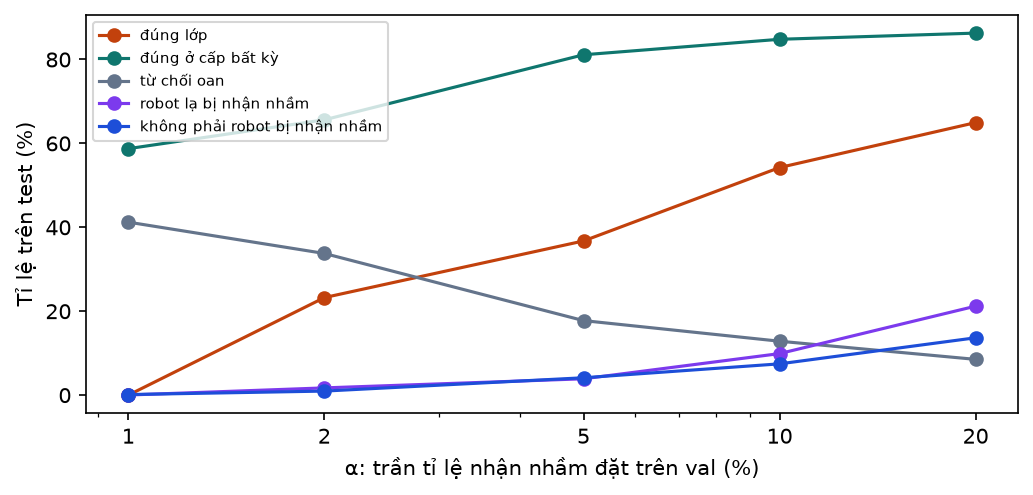 đúng lớp
đúng ở cấp bất kỳ
từ chối oan
robot lạ bị nhận nhầm
không phải robot bị nhận nhầm
Tỉ lệ trên test (%)
80
60
40
20
0
1
2
5
10
20
α: trần tỉ lệ nhận nhầm đặt trên val (%)